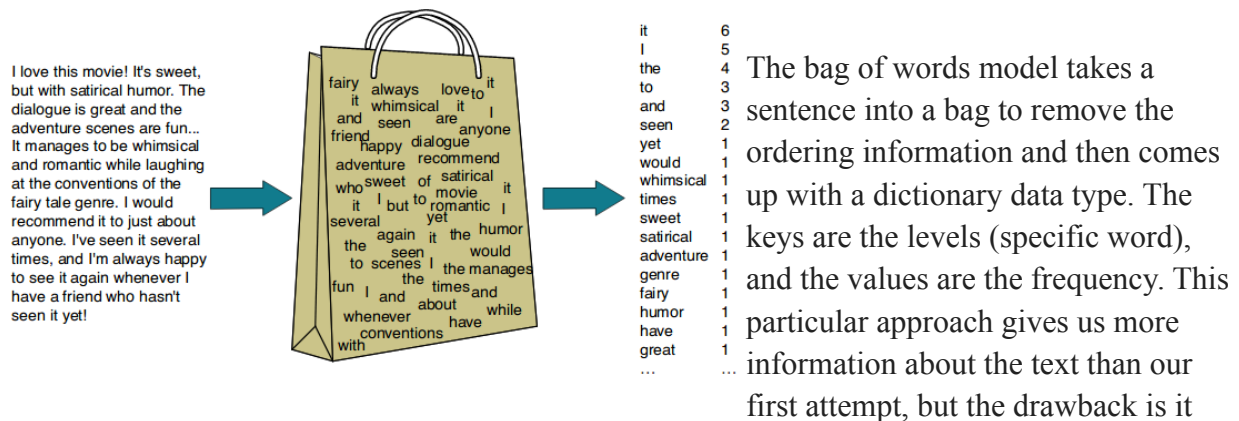 I love this movie! It's sweet,
but with satirical humor. The
dialogue is great and the
adventure scenes are fun...
It manages to be whimsical
and romantic while laughing
at the conventions of the
fairy tale genre. I would
recommend it to just about
anyone. I've seen it several
times, and I'm always happy
to see it again whenever I
have a friend who hasn't
seen it yet!
fairy always love to it
it whimsical it I
and seen are anyone
friend happy dialogue
adventure recommend
who sweet of satirical
it I but to movie it
romantic I
several yet
again it the humor
the seen would
to scenes I the manages
fun I and the times and
about while
whenever have
conventions
with
it 6
I 5
the 4
to 3
and 3
seen 2
yet 1
would 1
whimsical 1
times 1
sweet 1
satirical 1
adventure 1
genre 1
fairy 1
humor 1
have 1
great 1
... ...
The bag of words model takes a
sentence into a bag to remove the
ordering information and then comes
up with a dictionary data type. The
keys are the levels (specific word),
and the values are the frequency. This
particular approach gives us more
information about the text than our
first attempt, but the drawback is it